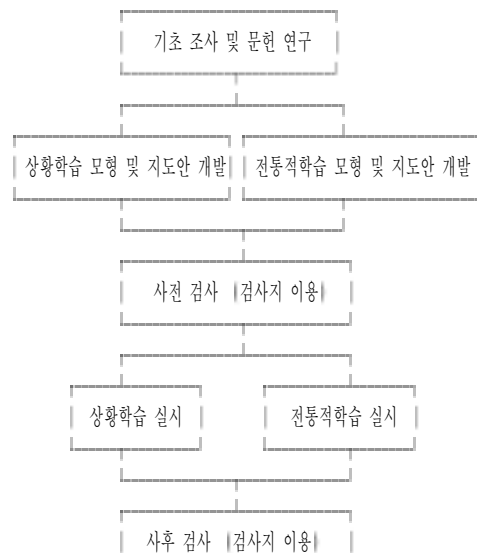 기초 조사 및 문헌 연구
상황학습 모형 및 지도안 개발
전통적학습 모형 및 지도안 개발
사전 검사 (검사지 이용)
상황학습 실시
전통적학습 실시
사후 검사 (검사지 이용)